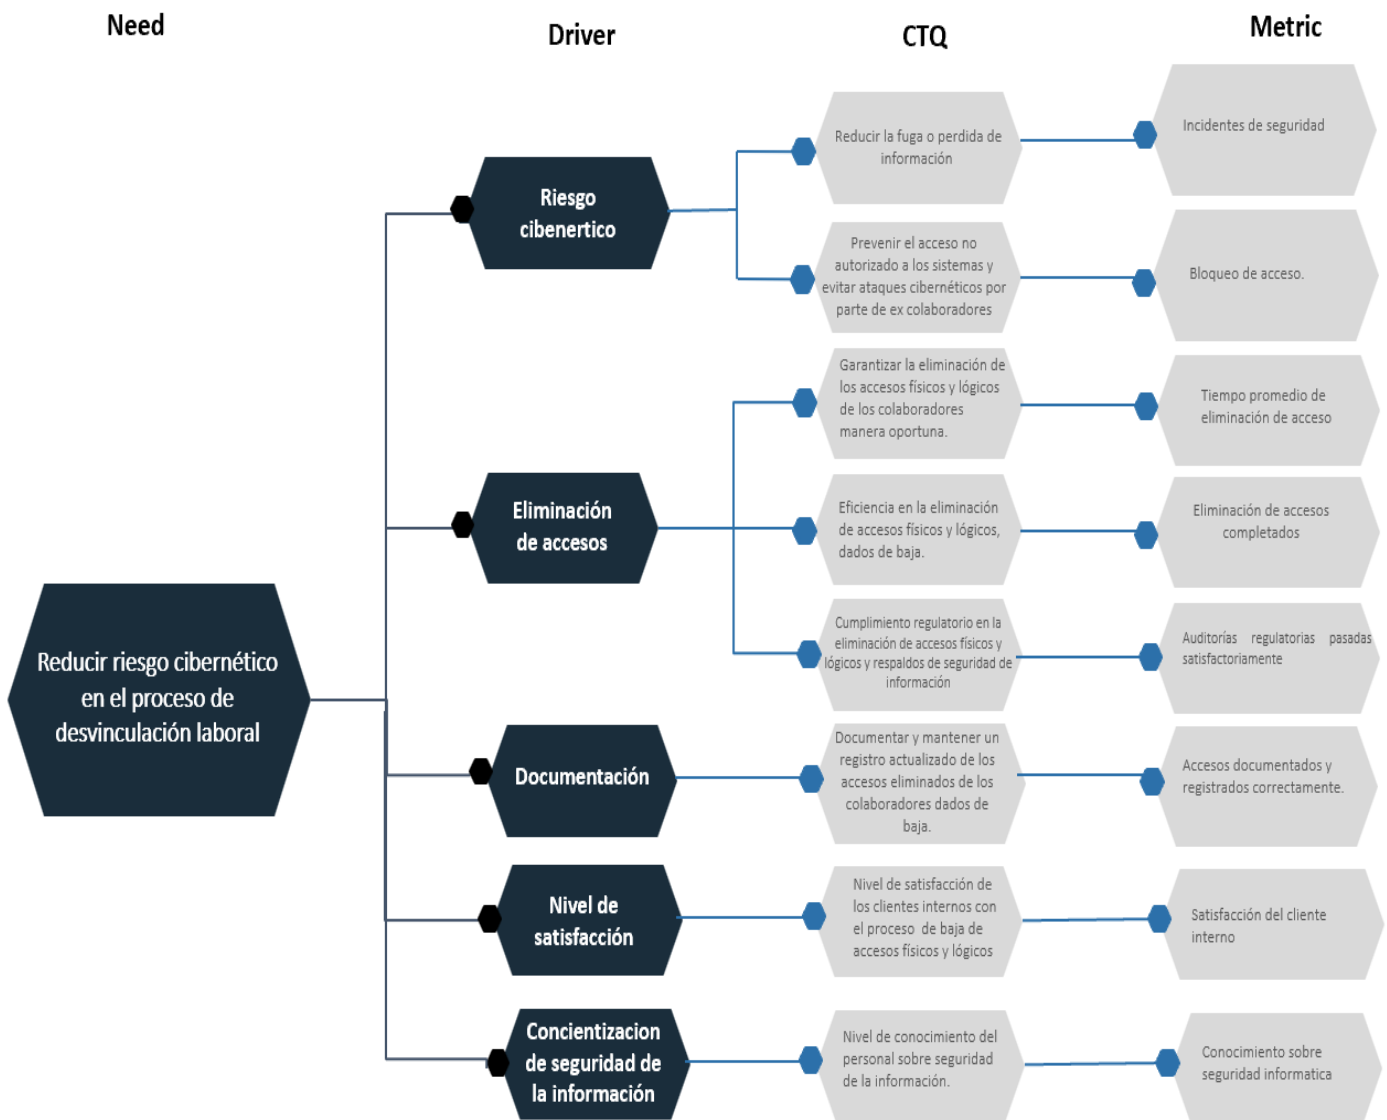 Need
Driver
CTQ
Metric
Reducir riesgo cibernético
en el proceso de
desvinculación laboral
Riesgo
cibenertico
Reducir la fuga o perdida de
información
Incidentes de seguridad
Prevenir el acceso no
autorizado a los sistemas y
evitar ataques cibernéticos por
parte de ex colaboradores
Bloqueo de acceso.
Eliminación
de accesos
Garantizar la eliminación de
los accesos físicos y lógicos
de los colaboradores
manera oportuna.
Tiempo promedio de
eliminación de acceso
Eficiencia en la eliminación
de accesos físicos y lógicos,
dados de baja.
Eliminación de accesos
completados
Cumplimiento regulatorio en la
eliminación de accesos físicos y
lógicos y respaldos de seguridad de
información
Auditorías regulatorias pasadas
satisfactoriamente
Documentación
Documentar y mantener un
registro actualizado de los
accesos eliminados de los
colaboradores dados de
baja.
Accesos documentados y
registrados correctamente.
Nivel de
satisfacción
Nivel de satisfacción de
los clientes internos con
el proceso de baja de
accesos físicos y lógicos
Satisfacción del cliente
interno
Concientizacion
de seguridad de
la información
Nivel de conocimiento del
personal sobre seguridad
de la información.
Conocimiento sobre
seguridad informatica